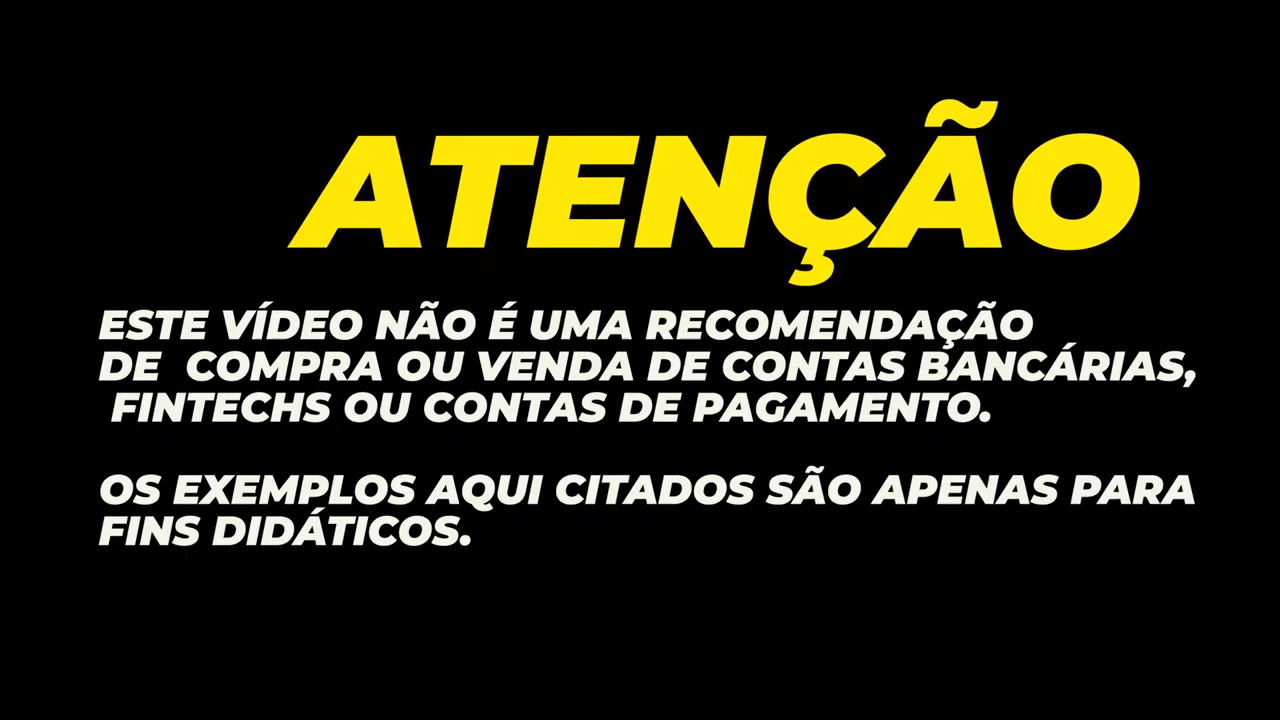 ATENÇÃO
ESTE VÍDEO NÃO É UMA RECOMENDAÇÃO
DE COMPRA OU VENDA DE CONTAS BANCÁRIAS,
FINTECHS OU CONTAS DE PAGAMENTO.
OS EXEMPLOS AQUI CITADOS SÃO APENAS PARA
FINS DIDÁTICOS.